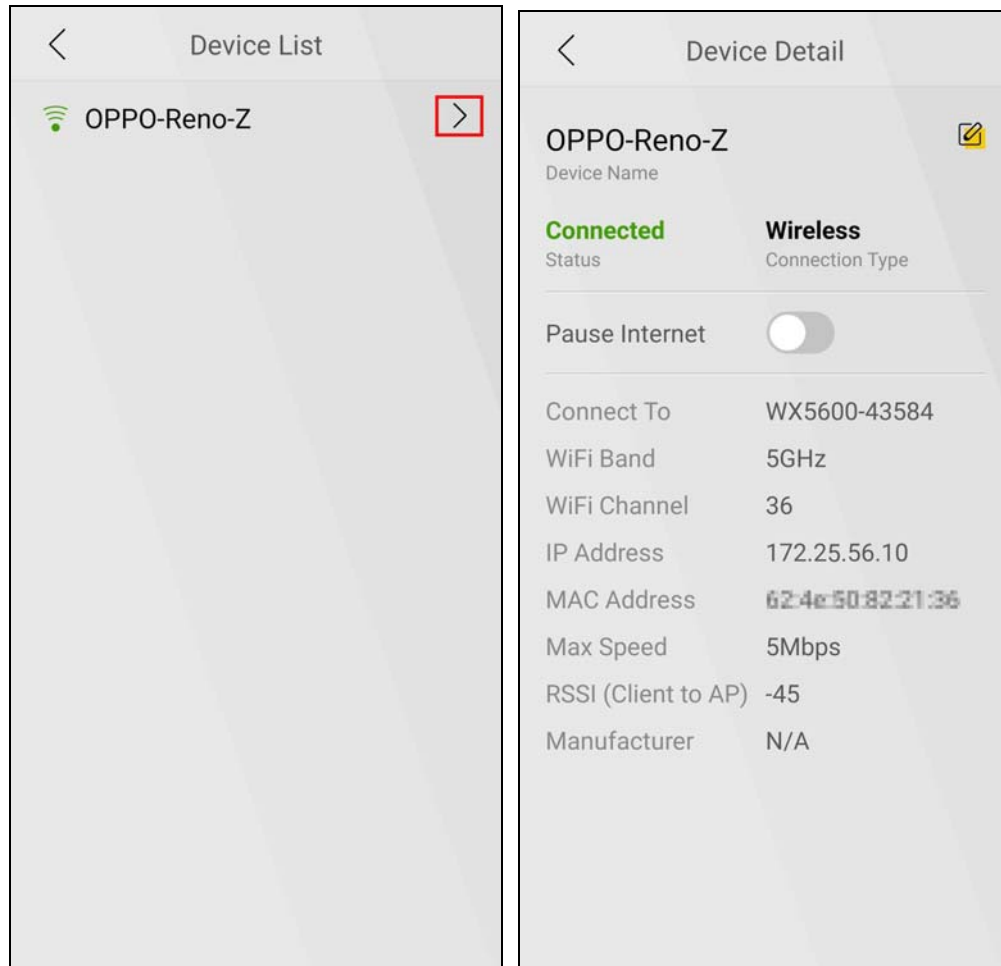 Device List
OPPO-Reno-Z
Device Detail
OPPO-Reno-Z
Device Name
Connected Wireless
Status Connection Type
Pause Internet
Connect To WX5600-43584
WiFi Band 5GHz
WiFi Channel 36
IP Address 172.25.56.10
MAC Address
Max Speed 5Mbps
RSSI (Client to AP) -45
Manufacturer N/A